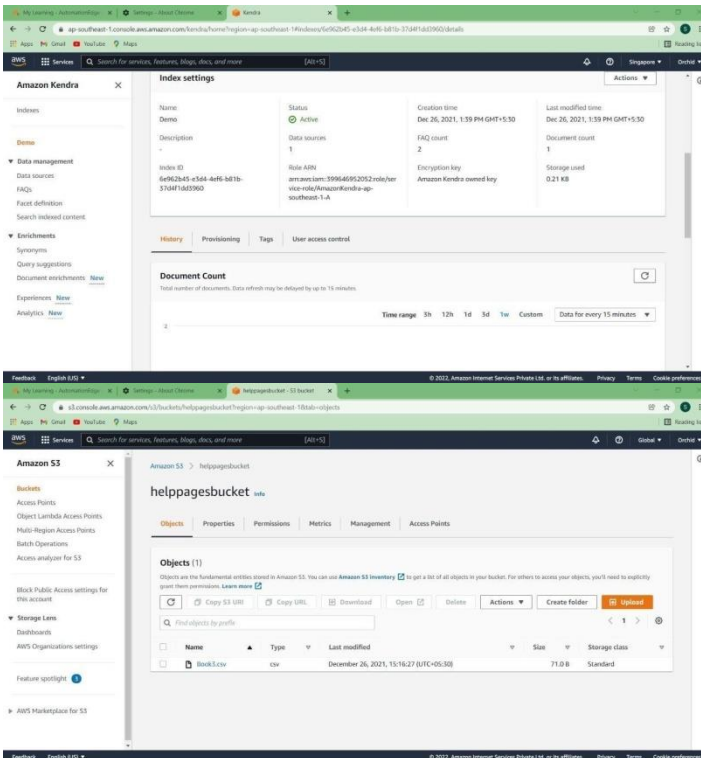 My Learning - AutomationEdge
Settings - About Chrome
Kendra
ap-southeast-1.console.aws.amazon.com/kendra/home?region=ap-southeast-1#indexes/6e962b45-e3d4-4ef6-b81b-37d4f1dd3960/details
Apps Gmail YouTube Maps Reading list
aws Services Search for services, features, blogs, docs, and more [Alt+S] Singapore Orchid
Amazon Kendra
Indexes
Demo
Data management
Data sources
FAQs
Facet definition
Search indexed content
Enrichments
Synonyms
Query suggestions
Document enrichments New
Experiences New
Analytics New
Index settings Actions
Name Status Creation time Last modified time
Demo Active Dec 26, 2021, 1:39 PM GMT+5:30 Dec 26, 2021, 1:39 PM GMT+5:30
Description Data sources FAQ count Document count
- 1 2 1
Index ID Role ARN Encryption key Storage used
6e962b45-e3d4-4ef6-b81b- arn:aws:iam::399646952052:role/ser Amazon Kendra owned key 0.21 KB
37d4f1dd3960 vice-role/AmazonKendra-ap-
southeast-1-A
History Provisioning Tags User access control
Document Count
Total number of documents. Data refresh may be delayed by up to 15 minutes.
Time range 3h 12h 1d 3d 1w Custom Data for every 15 minutes
2
Feedback English (US) © 2022, Amazon Internet Services Private Ltd. or its affiliates. Privacy Terms Cookie preferences
My Learning - AutomationEdge
Settings - About Chrome
helppagesbucket - S3 bucket
s3.console.aws.amazon.com/s3/buckets/helppagesbucket?region=ap-southeast-1&tab=objects
Apps Gmail YouTube Maps Reading list
aws Services Search for services, features, blogs, docs, and more [Alt+S] Global Orchid
Amazon S3
Buckets
Access Points
Object Lambda Access Points
Multi-Region Access Points
Batch Operations
Access analyzer for S3
Block Public Access settings for
this account
Storage Lens
Dashboards
AWS Organizations settings
Feature spotlight 3
AWS Marketplace for S3
Amazon S3 > helppagesbucket
helppagesbucket Info
Objects Properties Permissions Metrics Management Access Points
Objects (1)
Objects are the fundamental entities stored in Amazon S3. You can use Amazon S3 inventory to get a list of all objects in your bucket. For others to access your objects, you'll need to explicitly
grant them permissions. Learn more
Copy S3 URI Copy URL Download Open Delete Actions Create folder Upload
Find objects by prefix
1
Name Type Last modified Size Storage class
Book3.csv csv December 26, 2021, 15:16:27 (UTC+05:30) 71.0 B Standard
Feedback English (US) © 2022, Amazon Internet Services Private Ltd. or its affiliates. Privacy Terms Cookie preferences